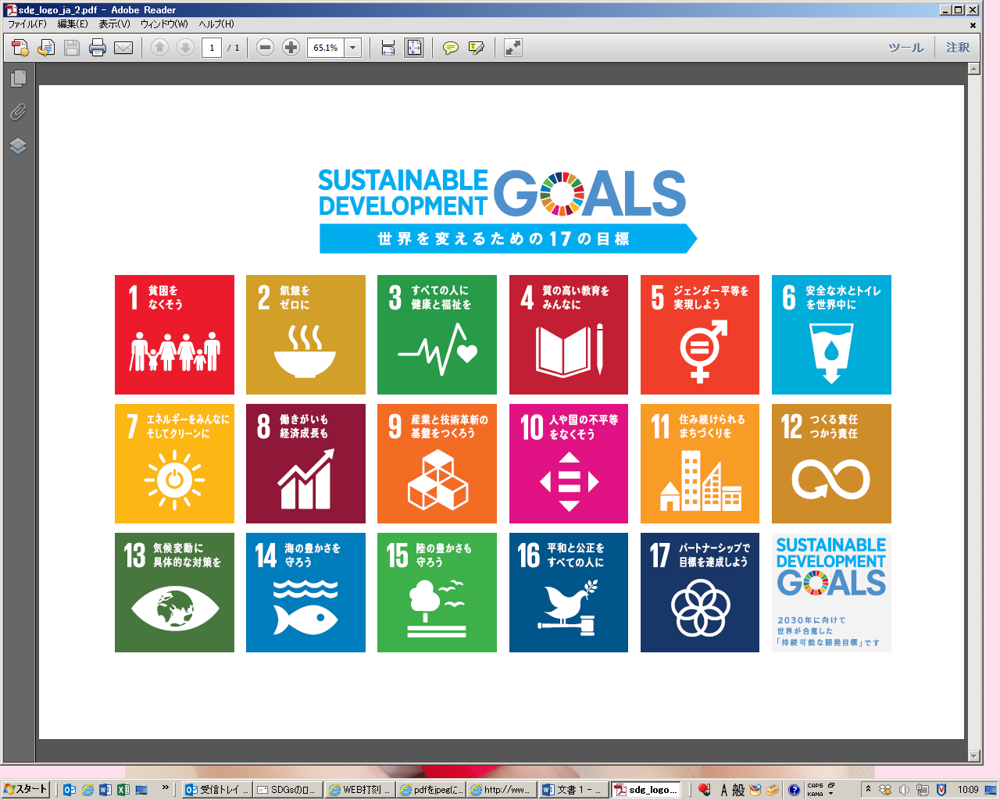 sdg_logo_ja_2.pdf - Adobe Reader
ファイル(F) 編集(E) 表示(V) ウィンドウ(W) ヘルプ(H)
1 / 1 65.1% ツール 注釈
SUSTAINABLE
DEVELOPMENT
GOALS
世界を変えるための17の目標
1 貧困を
なくそう
2 飢餓を
ゼロに
3 すべての人に
健康と福祉を
4 質の高い教育を
みんなに
5 ジェンダー平等を
実現しよう
6 安全な水とトイレ
を世界中に
7 エネルギーをみんなに
そしてクリーンに
8 働きがいも
経済成長も
9 産業と技術革新の
基盤をつくろう
10 人や国の不平等
をなくそう
11 住み続けられる
まちづくりを
12 つくる責任
つかう責任
13 気候変動に
具体的な対策を
14 海の豊かさを
守ろう
15 陸の豊かさも
守ろう
16 平和と公正を
すべての人に
17 パートナーシップで
目標を達成しよう
SUSTAINABLE
DEVELOPMENT
GOALS
2030年に向けて
世界が合意した
「持続可能な開発目標」です
スタート 受信トレイ ... SDGsのロ... WEB打刻 ... pdfをjpegに... http://ww... 文書 1 - ... sdg_logo... A 般 CAPS KANA 10:09